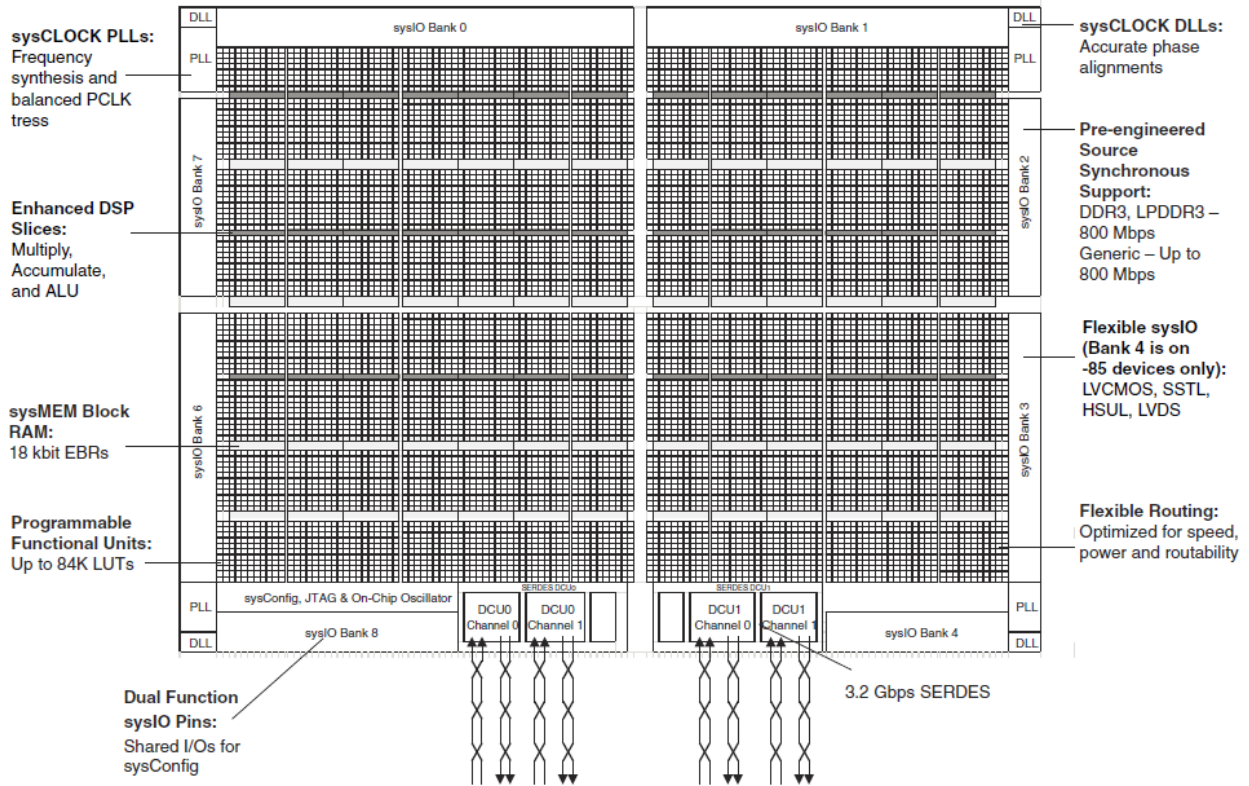 DLL
sysIO Bank 0
sysIO Bank 1
DLL
sysCLOCK PLLs:
Frequency
synthesis and
balanced PCLK
tress
PLL
PLL
sysCLOCK DLLs:
Accurate phase
alignments
sysIO Bank 7
sysIO Bank 2
Pre-engineered
Source
Synchronous
Support:
DDR3, LPDDR3 –
800 Mbps
Generic – Up to
800 Mbps
Enhanced DSP
Slices:
Multiply,
Accumulate,
and ALU
Flexible sysIO
(Bank 4 is on
-85 devices only):
LVCMOS, SSTL,
HSUL, LVDS
sysIO Bank 6
sysIO Bank 3
sysMEM Block
RAM:
18 kbit EBRs
Programmable
Functional Units:
Up to 84K LUTs
Flexible Routing:
Optimized for speed,
power and routability
PLL
sysConfig, JTAG & On-Chip Oscillator
SERDES DCU0
SERDES DCU1
PLL
DCU0
Channel 0
DCU0
Channel 1
DCU1
Channel 0
DCU1
Channel 1
DLL
sysIO Bank 8
sysIO Bank 4
DLL
Dual Function
sysIO Pins:
Shared I/Os for
sysConfig
3.2 Gbps SERDES